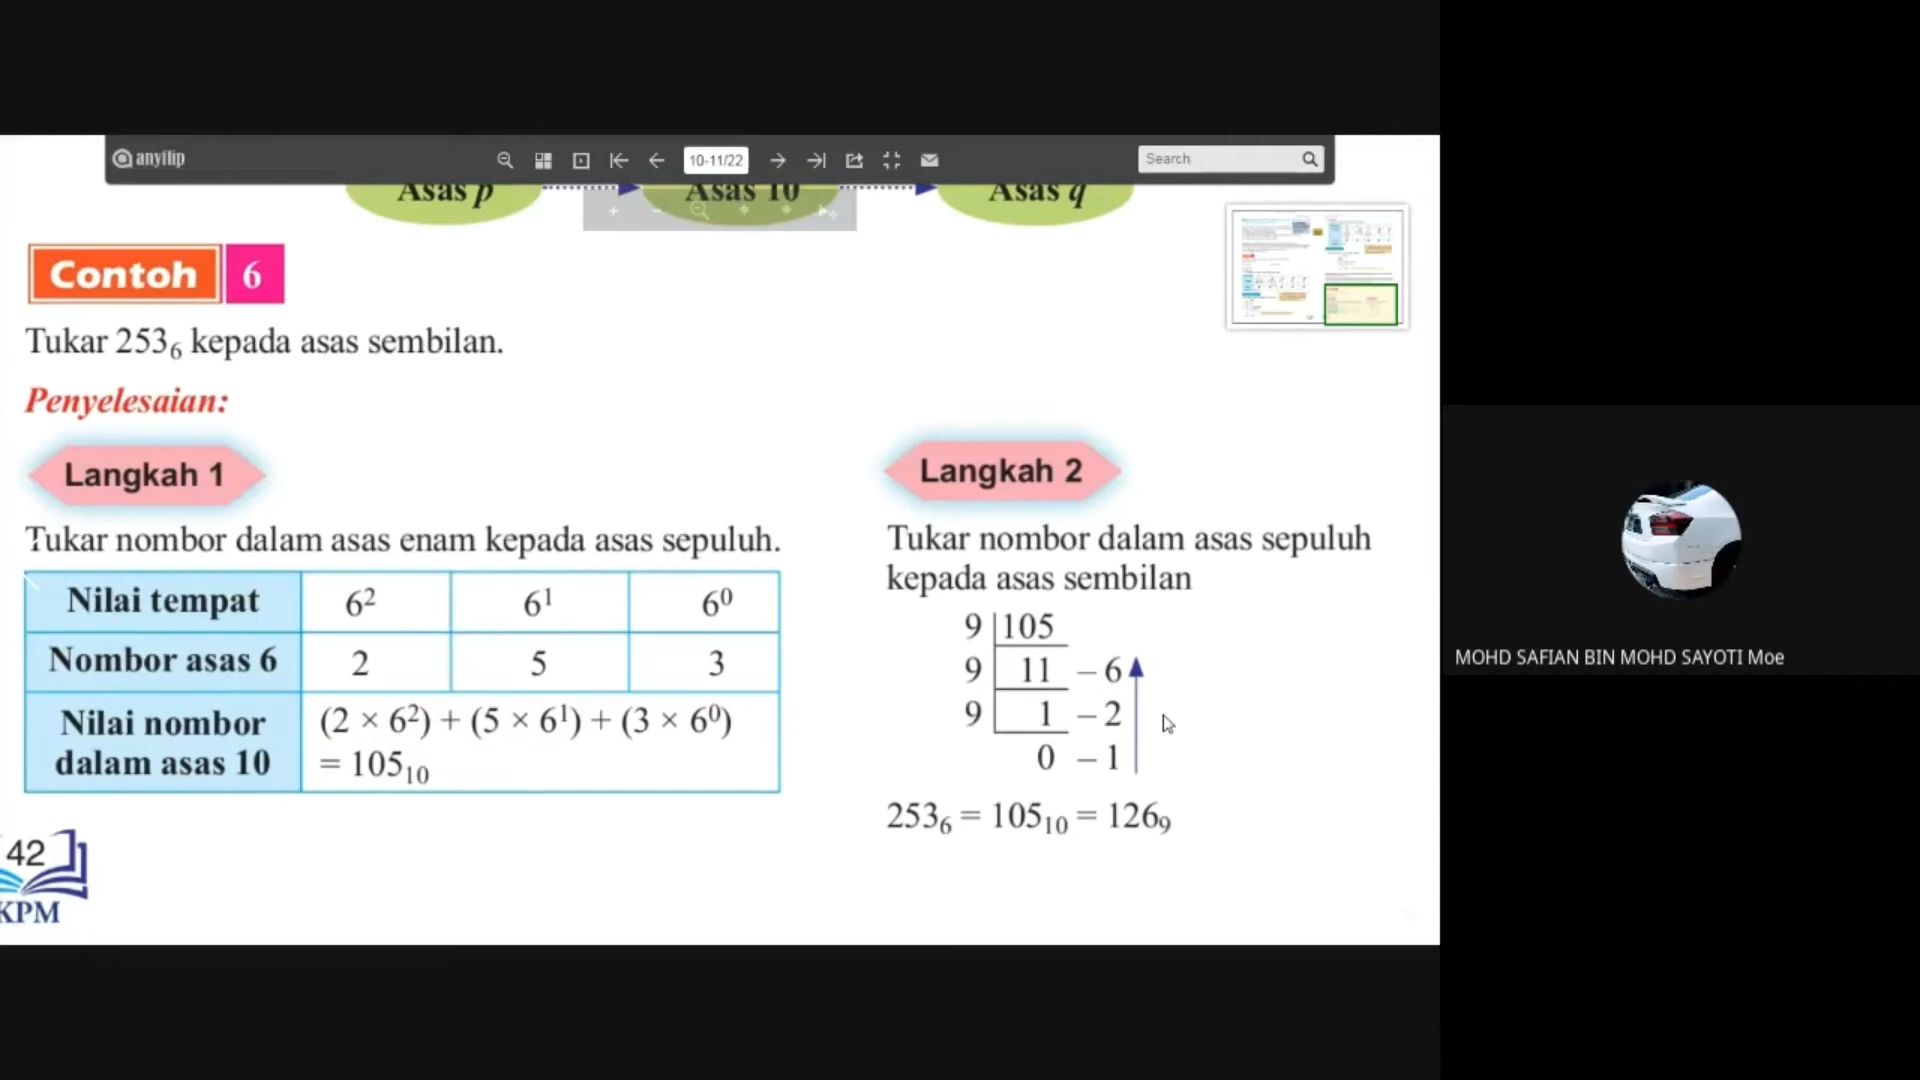 anyflip
10-11/22
Search
Asas p
Asas 10
Asas q
Contoh 6
Tukar 253₆ kepada asas sembilan.
Penyelesaian:
Langkah 1
Tukar nombor dalam asas enam kepada asas sepuluh.
Nilai tempat 6² 6¹ 6⁰
Nombor asas 6 2 5 3
Nilai nombor dalam asas 10 (2 × 6²) + (5 × 6¹) + (3 × 6⁰)
= 105₁₀
Langkah 2
Tukar nombor dalam asas sepuluh
kepada asas sembilan
9 105
9 11 – 6
9 1 – 2
0 – 1
253₆ = 105₁₀ = 126₉
42
KPM
MOHD SAFIAN BIN MOHD SAYOTI Moe